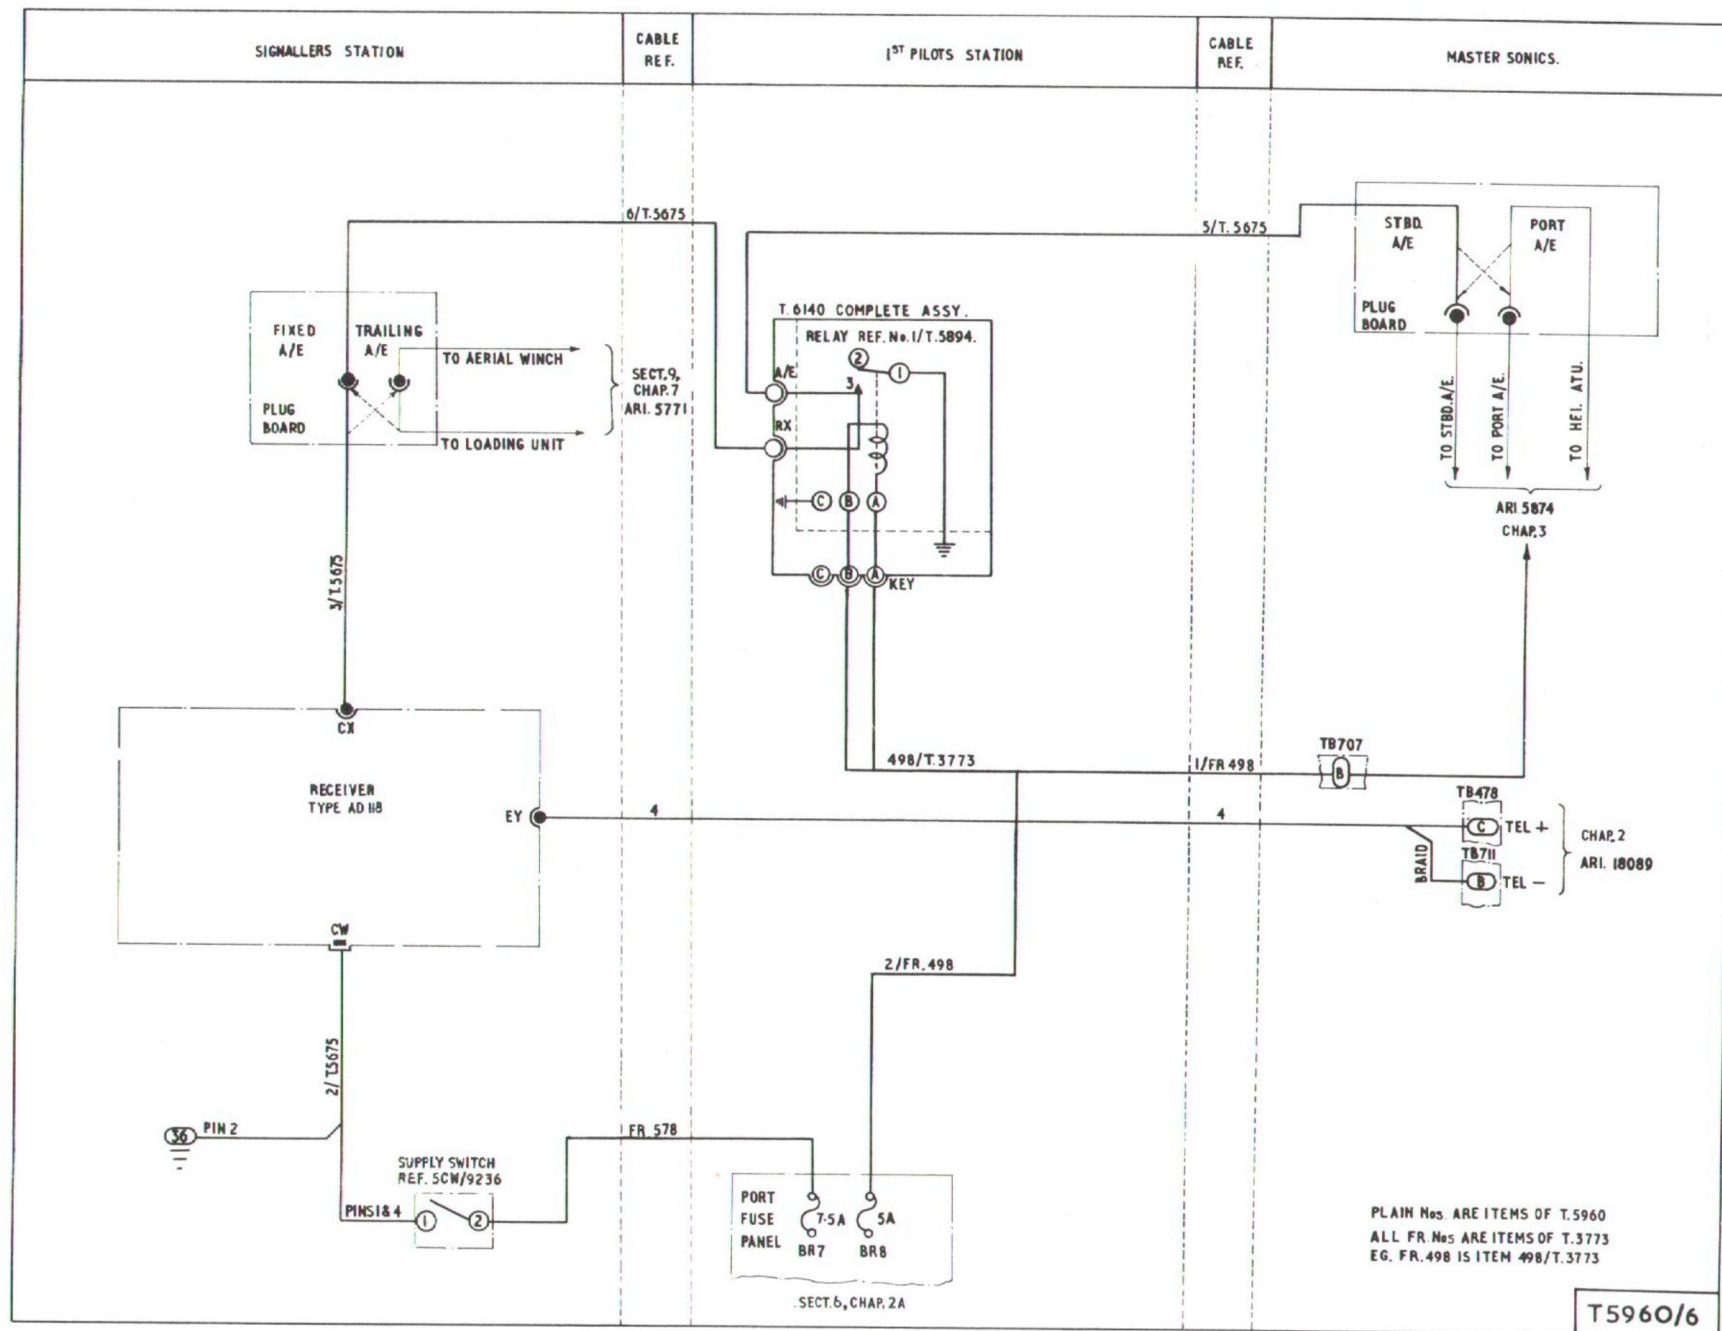 SIGNALLERS STATION
CABLE
REF.
1ST PILOTS STATION
CABLE
REF.
MASTER SONICS.
6/T.5675
5/T.5675
STBD.
A/E
PORT
A/E
PLUG
BOARD
FIXED
A/E
TRAILING
A/E
PLUG
BOARD
TO AERIAL WINCH
TO LOADING UNIT
SECT.9,
CHAP.7
ARI.5771
T.6140 COMPLETE ASSY.
RELAY REF.No.1/T.5894.
2
1
3
A/E
RX
C
B
A
C
B
A
KEY
TO STBD.A/E.
TO PORT A/E.
TO HEI. ATU.
ARI.5874
CHAP.3
3/T.5675
CX
RECEIVER
TYPE AD 118
EY
CW
498/T.3773
1/FR 498
TB707
B
4
4
TB478
C
TEL +
TB711
B
TEL -
BRAID
CHAP.2
ARI. 18089
2/FR.498
2/T.5675
36
PIN 2
FR 578
SUPPLY SWITCH
REF. 5CW/9236
PINS 1 & 4
1
2
PORT
FUSE
PANEL
7·5A
5A
BR7
BR8
SECT.6, CHAP. 2A
PLAIN Nos. ARE ITEMS OF T.5960
ALL FR.Nos ARE ITEMS OF T.3773
EG. FR.498 IS ITEM 498/T.3773
T5960/6